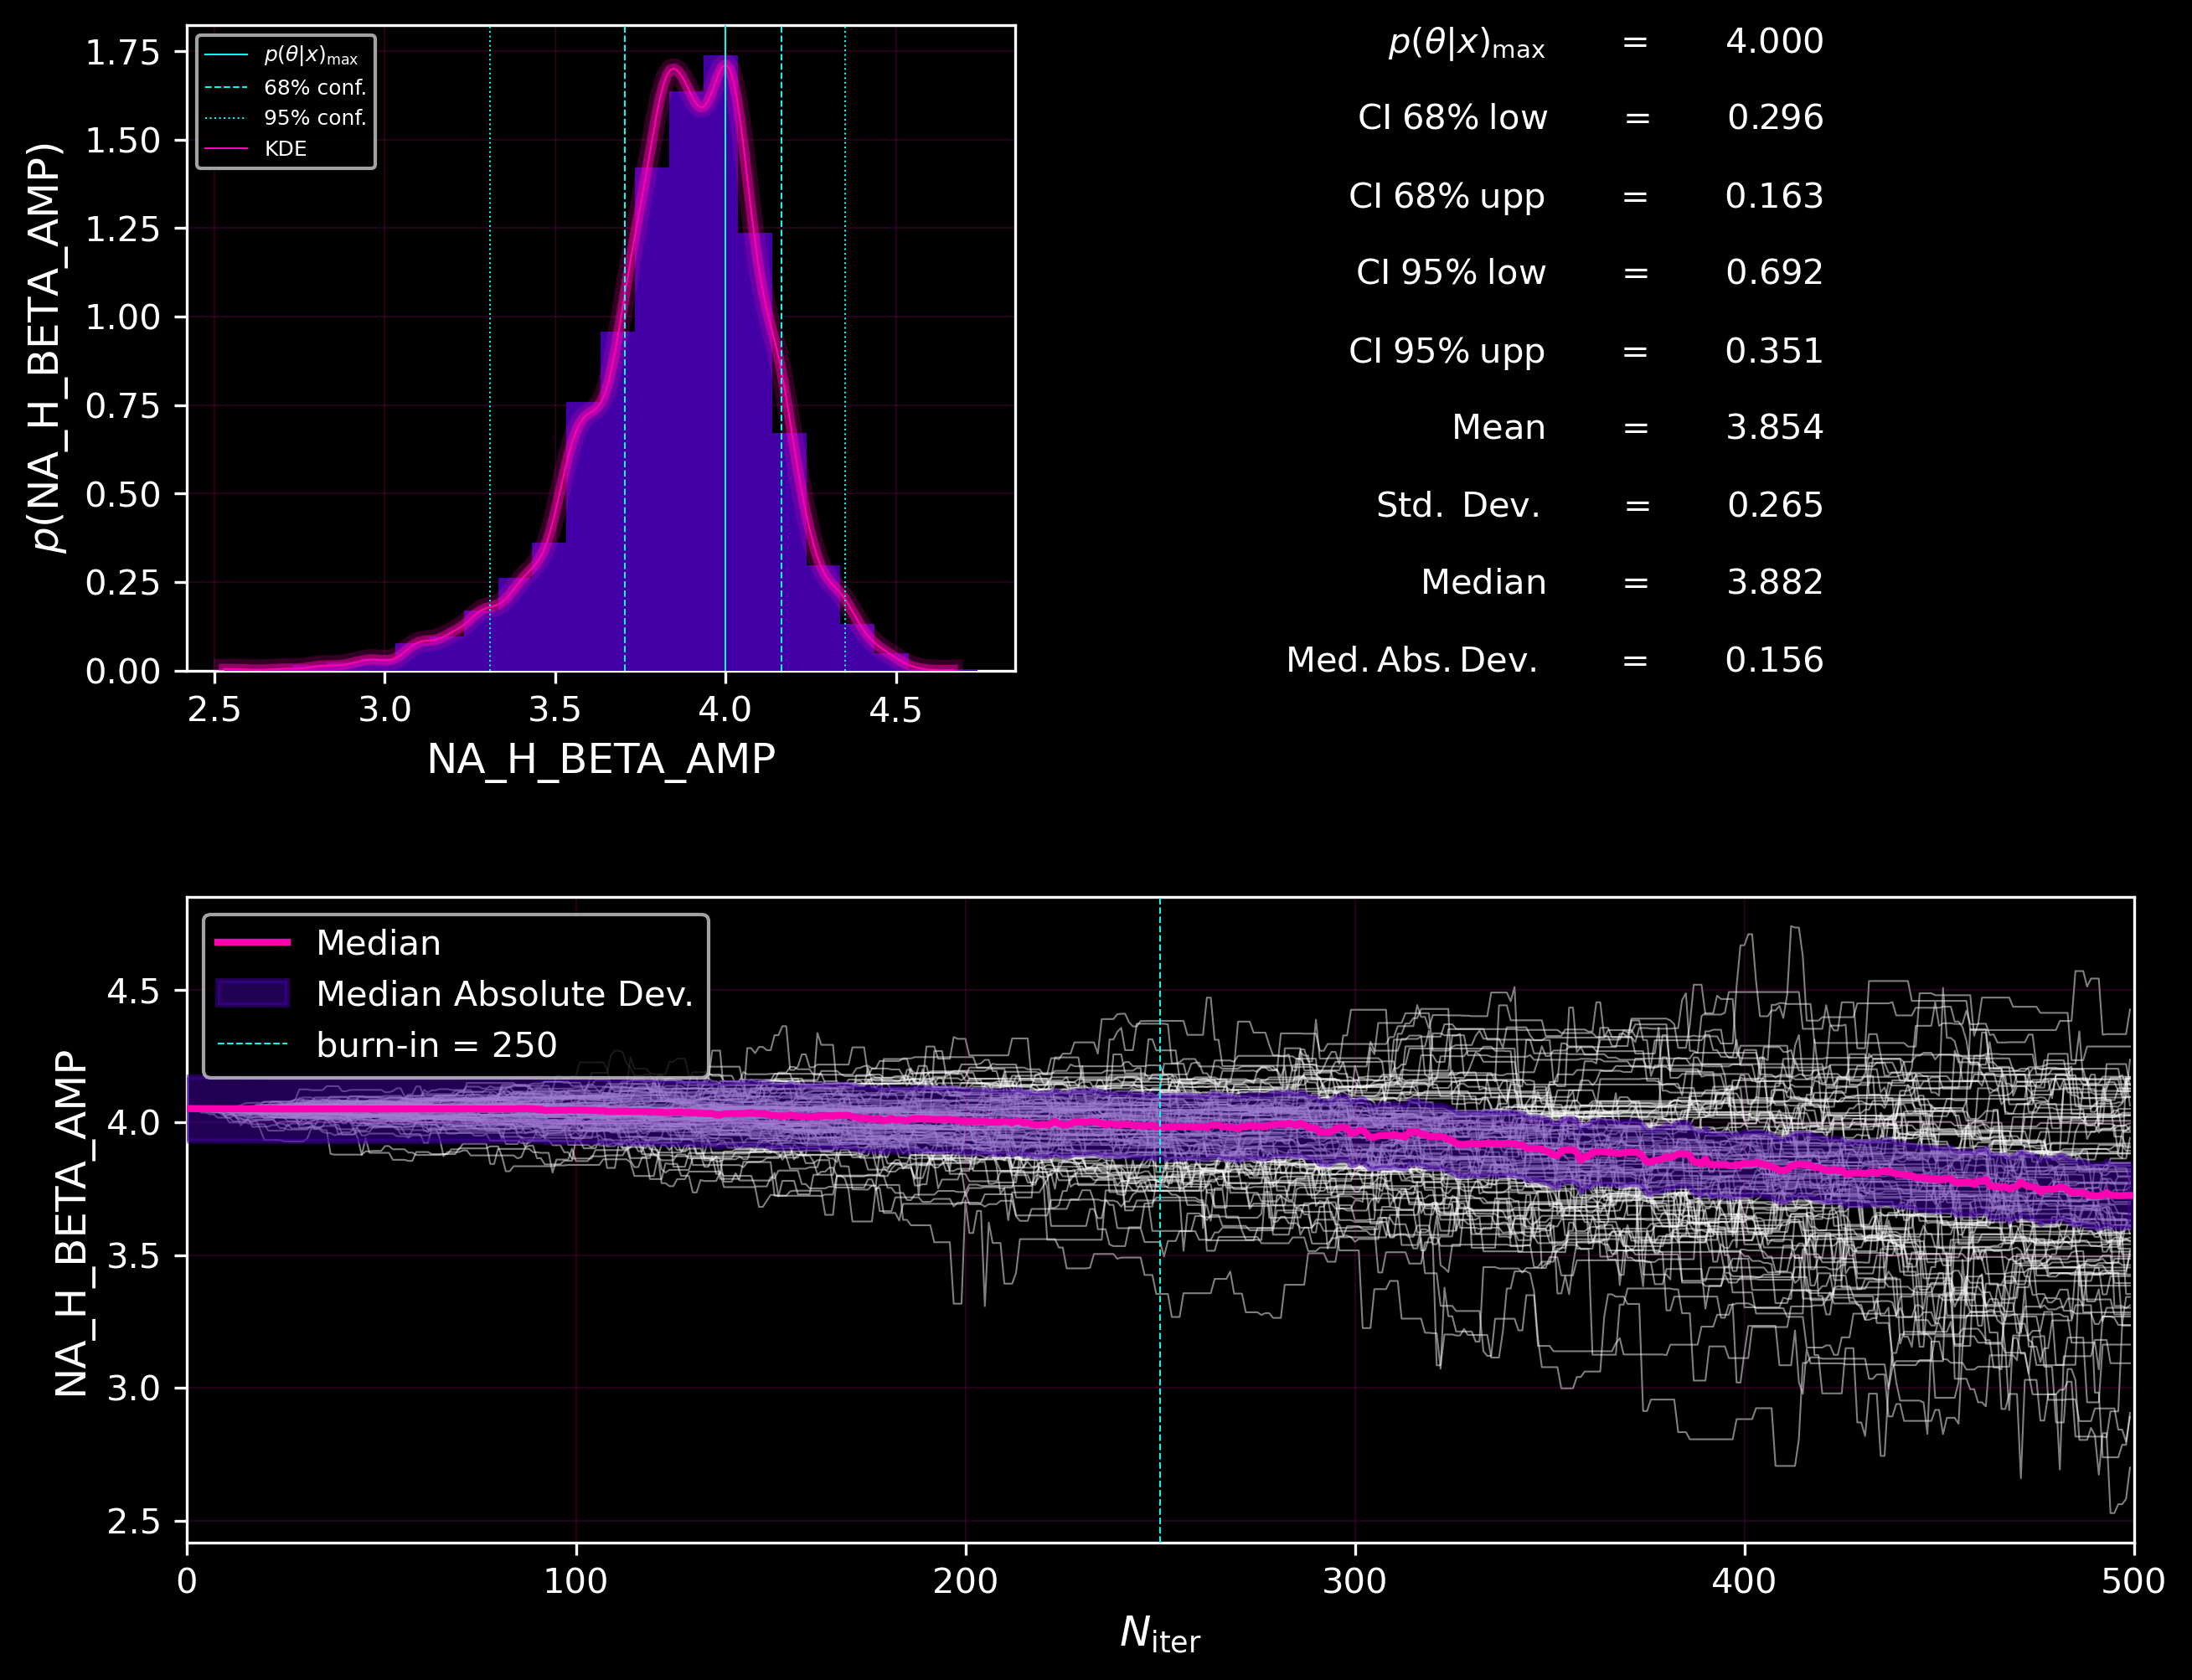 p(θ|x)max
68% conf.
95% conf.
KDE
1.75
1.50
1.25
1.00
0.75
0.50
0.25
0.00
p(NA_H_BETA_AMP)
2.5 3.0 3.5 4.0 4.5
NA_H_BETA_AMP
p(θ|x)max = 4.000
CI 68% low = 0.296
CI 68% upp = 0.163
CI 95% low = 0.692
CI 95% upp = 0.351
Mean = 3.854
Std. Dev. = 0.265
Median = 3.882
Med. Abs. Dev. = 0.156
Median
Median Absolute Dev.
burn-in = 250
4.5
4.0
3.5
3.0
2.5
NA_H_BETA_AMP
0 100 200 300 400 500
Niter